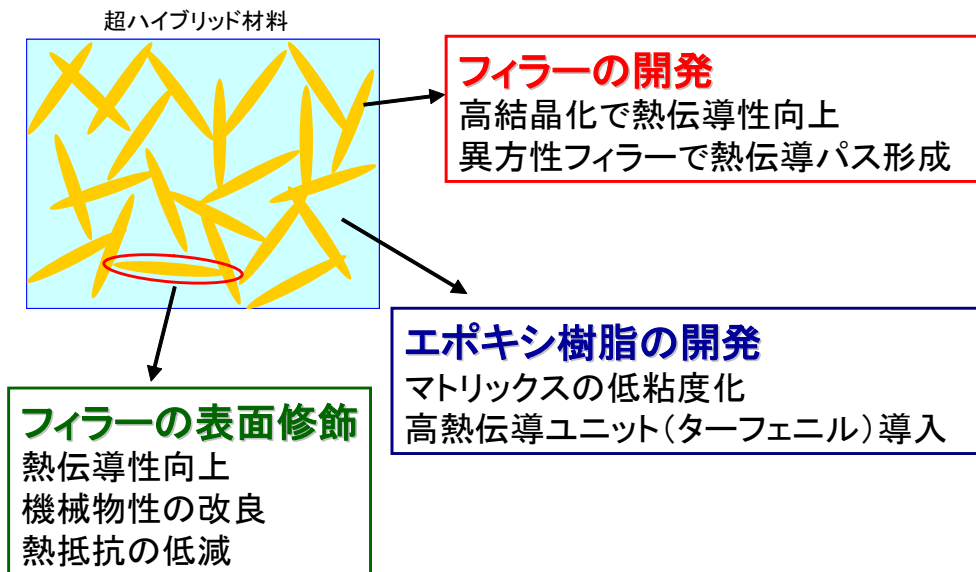 超ハイブリッド材料
フィラーの開発
高結晶化で熱伝導性向上
異方性フィラーで熱伝導パス形成
エポキシ樹脂の開発
マトリックスの低粘度化
高熱伝導ユニット（ターフェニル）導入
フィラーの表面修飾
熱伝導性向上
機械物性の改良
熱抵抗の低減